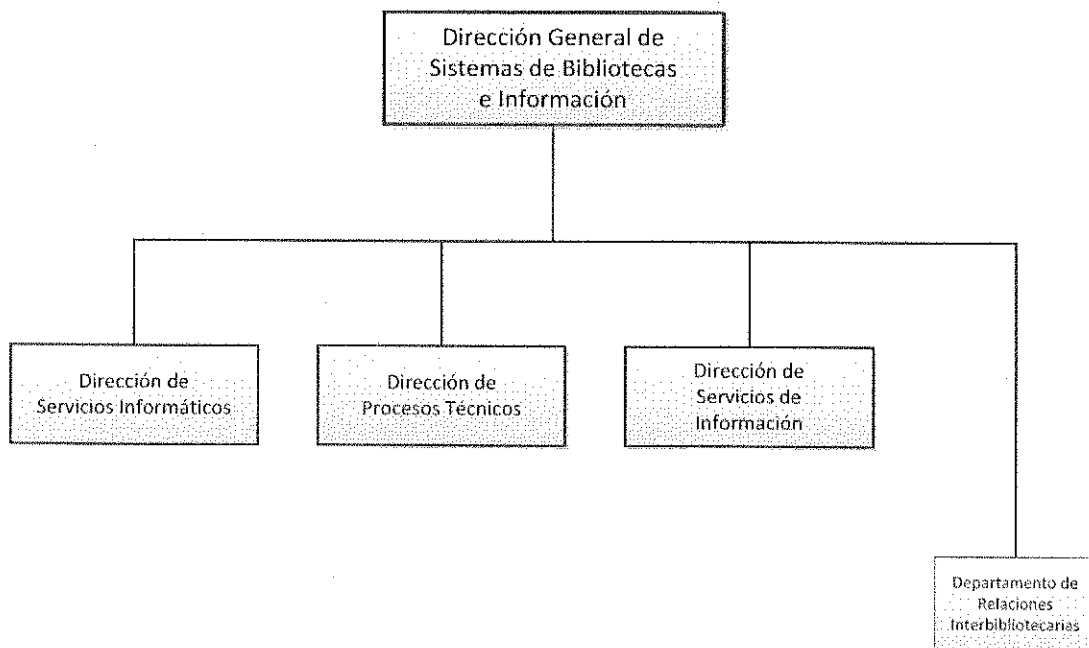 Dirección General de
Sistemas de Bibliotecas
e Información
Dirección de
Servicios Informáticos
Dirección de
Procesos Técnicos
Dirección de
Servicios de
Información
Departamento de
Relaciones
Interbibliotecarias